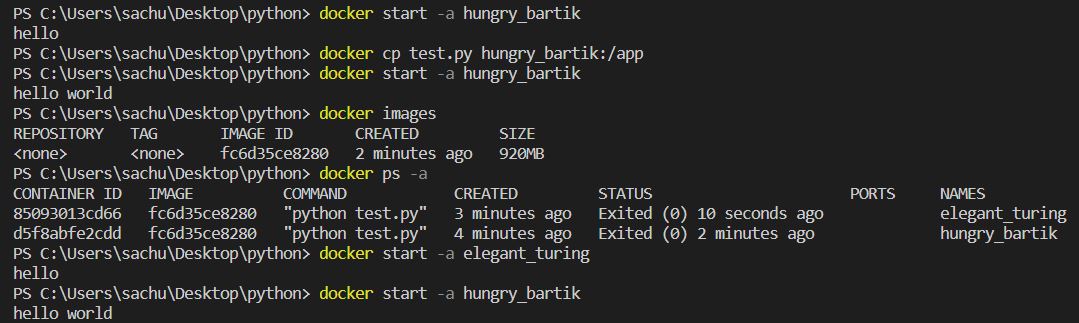 PS C:\Users\sachu\Desktop\python> docker start -a hungry_bartik
hello
PS C:\Users\sachu\Desktop\python> docker cp test.py hungry_bartik:/app
PS C:\Users\sachu\Desktop\python> docker start -a hungry_bartik
hello world
PS C:\Users\sachu\Desktop\python> docker images
REPOSITORY   TAG      IMAGE ID       CREATED         SIZE
<none>       <none>   fc6d35ce8280   2 minutes ago   920MB
PS C:\Users\sachu\Desktop\python> docker ps -a
CONTAINER ID   IMAGE          COMMAND            CREATED         STATUS                      PORTS     NAMES
85093013cd66   fc6d35ce8280   "python test.py"   3 minutes ago   Exited (0) 10 seconds ago             elegant_turing
d5f8abfe2cdd   fc6d35ce8280   "python test.py"   4 minutes ago   Exited (0) 2 minutes ago              hungry_bartik
PS C:\Users\sachu\Desktop\python> docker start -a elegant_turing
hello
PS C:\Users\sachu\Desktop\python> docker start -a hungry_bartik
hello world